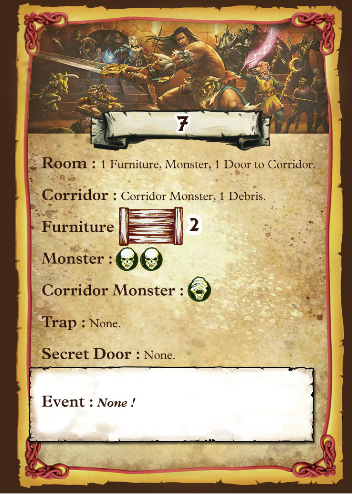 7
Room : 1 Furniture, Monster, 1 Door to Corridor.
Corridor : Corridor Monster, 1 Debris.
Furniture 2
Monster :
Corridor Monster :
Trap : None.
Secret Door : None.
Event : None !